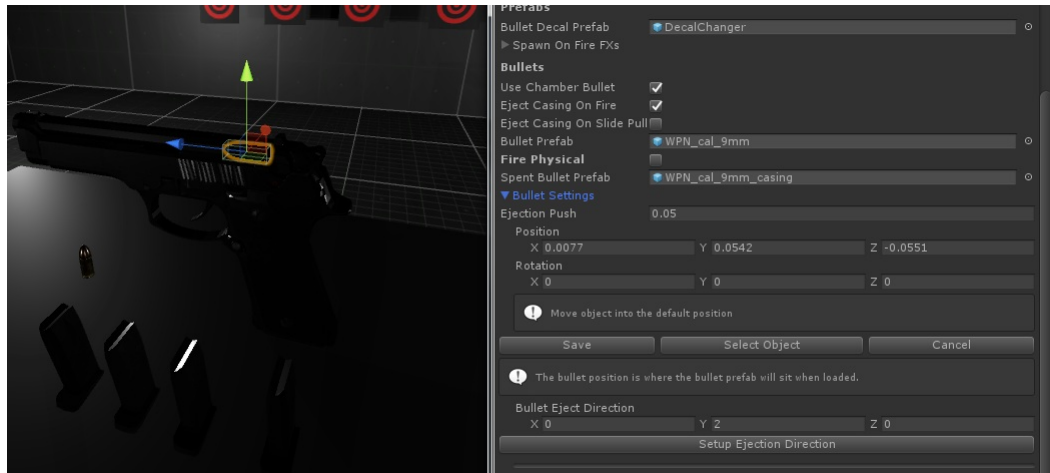 Prefabs
Bullet Decal Prefab DecalChanger
Spawn On Fire FXs
Bullets
Use Chamber Bullet
Eject Casing On Fire
Eject Casing On Slide Pull
Bullet Prefab WPN_cal_9mm
Fire Physical
Spent Bullet Prefab WPN_cal_9mm_casing
Bullet Settings
Ejection Push 0.05
Position
X 0.0077 Y 0.0542 Z -0.0551
Rotation
X 0 Y 0 Z 0
Move object into the default position
Save Select Object Cancel
The bullet position is where the bullet prefab will sit when loaded.
Bullet Eject Direction
X 0 Y 2 Z 0
Setup Ejection Direction